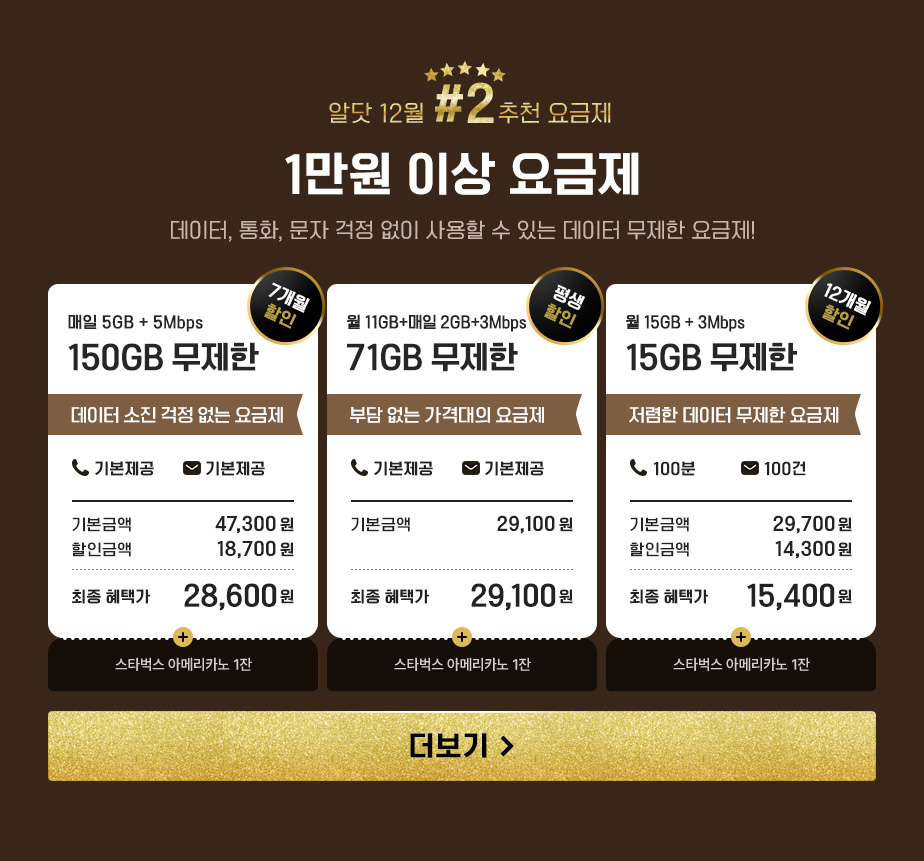 알닷 12월 #2 추천 요금제
1만원 이상 요금제
데이터, 통화, 문자 걱정 없이 사용할 수 있는 데이터 무제한 요금제!
7개월
할인
매일 5GB + 5Mbps
150GB 무제한
데이터 소진 걱정 없는 요금제
기본제공 기본제공
기본금액 47,300 원
할인금액 18,700 원
최종 혜택가 28,600 원
+
스타벅스 아메리카노 1잔
평생
할인
월 11GB+매일 2GB+3Mbps
71GB 무제한
부담 없는 가격대의 요금제
기본제공 기본제공
기본금액 29,100 원
최종 혜택가 29,100 원
+
스타벅스 아메리카노 1잔
12개월
할인
월 15GB + 3Mbps
15GB 무제한
저렴한 데이터 무제한 요금제
100분 100건
기본금액 29,700 원
할인금액 14,300 원
최종 혜택가 15,400 원
+
스타벅스 아메리카노 1잔
더보기 >